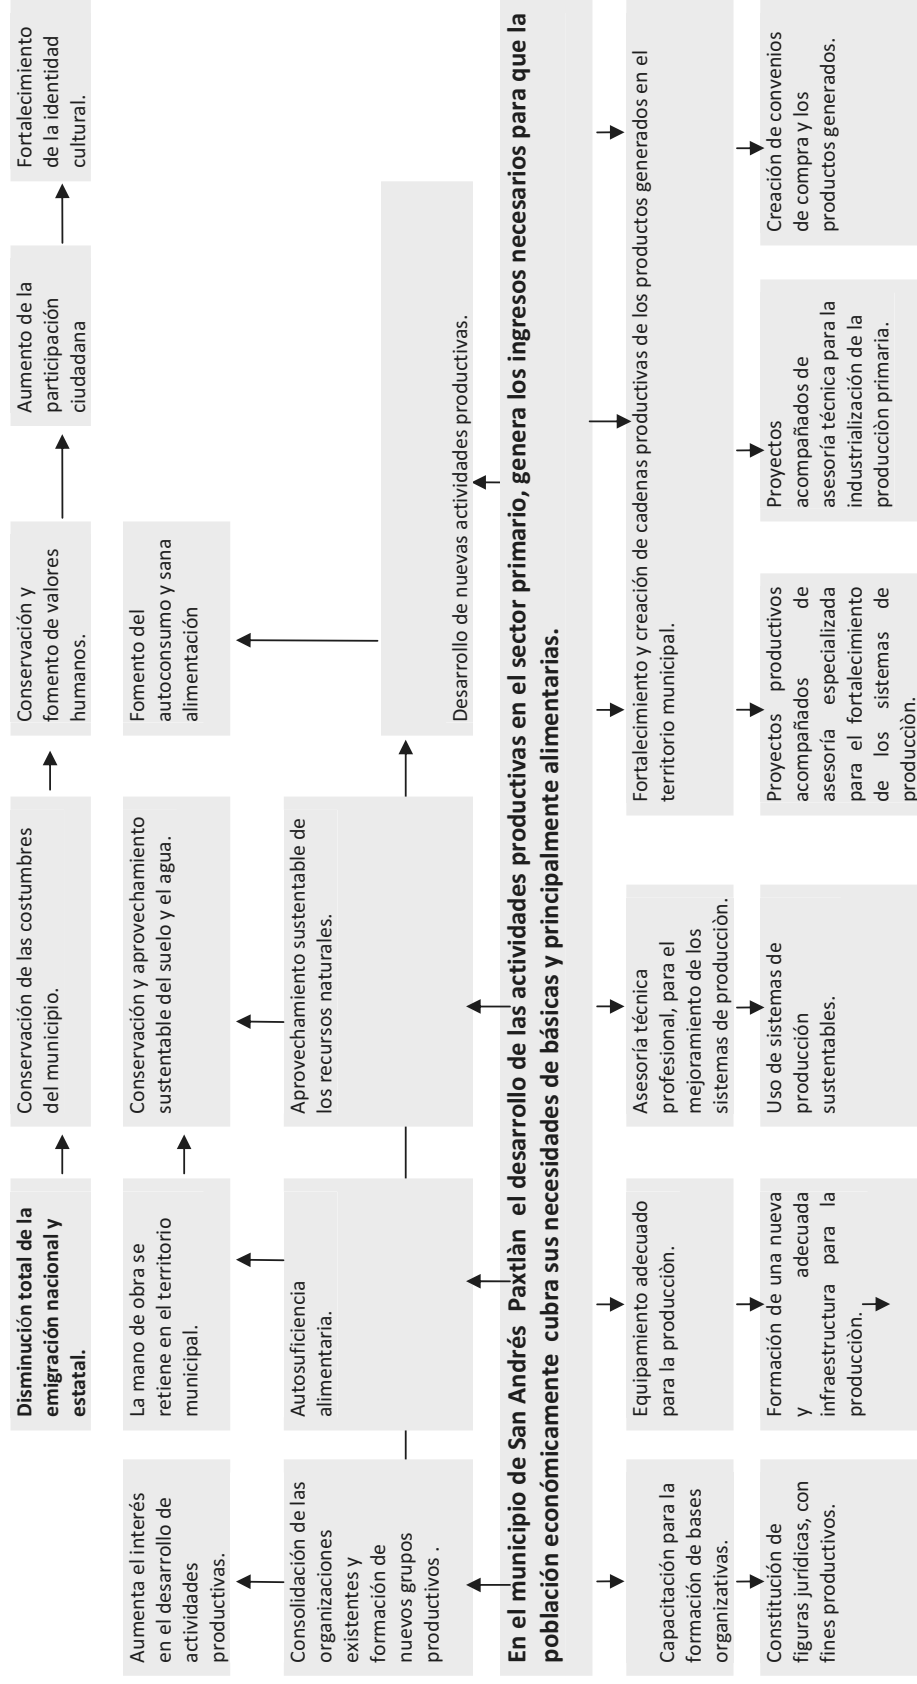 Disminución total de la
emigración nacional y
estatal.
Conservación de las costumbres
del municipio.
Conservación y
fomento de valores
humanos.
Aumento de la
participación
ciudadana
Fortalecimiento
de la identidad
cultural.
Aumenta el interés
en el desarrollo de
actividades
productivas.
La mano de obra se
retiene en el territorio
municipal.
Conservación y aprovechamiento
sustentable del suelo y el agua.
Fomento del
autoconsumo y sana
alimentación
Consolidación de las
organizaciones
existentes y
formación de
nuevos grupos
productivos .
Autosuficiencia
alimentaria.
Aprovechamiento sustentable de
los recursos naturales.
Desarrollo de nuevas actividades productivas.
En el municipio de San Andrés Paxtlàn el desarrollo de las actividades productivas en el sector primario, genera los ingresos necesarios para que la
población económicamente cubra sus necesidades de básicas y principalmente alimentarias.
Capacitación para la
formación de bases
organizativas.
Equipamiento adecuado
para la producciòn.
Asesoría técnica
profesional, para el
mejoramiento de los
sistemas de producciòn.
Fortalecimiento y creación de cadenas productivas de los productos generados en el
territorio municipal.
Constitución de
figuras jurídicas, con
fines productivos.
Formación de una nueva
y adecuada
infraestructura para la
producciòn.
Uso de sistemas de
producción
sustentables.
Proyectos productivos
acompañados de
asesoría especializada
para el fortalecimiento
de los sistemas de
producciòn.
Proyectos
acompañados de
asesoría técnica para la
industrialización de la
producciòn primaria.
Creación de convenios
de compra y los
productos generados.